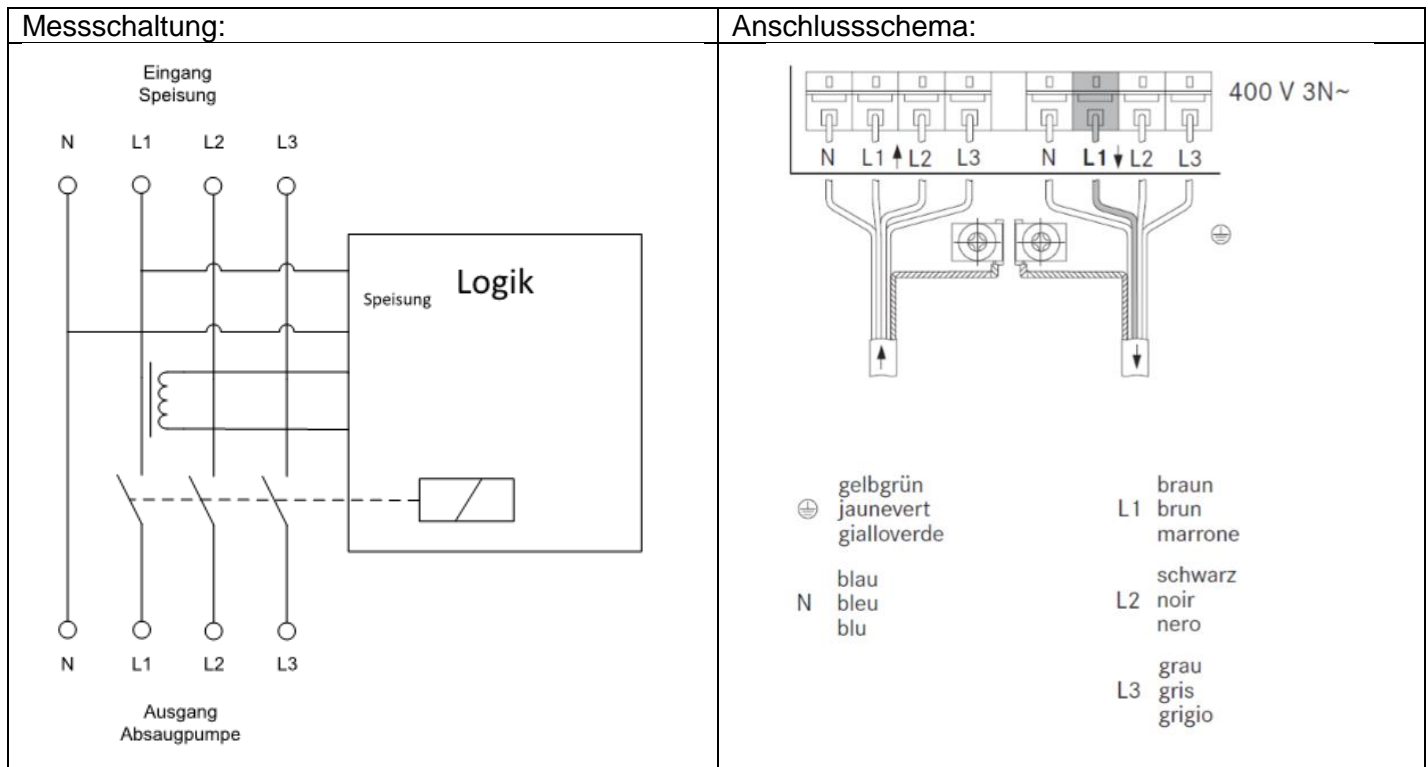 Messschaltung:
Eingang
Speisung
N L1 L2 L3
Speisung Logik
N L1 L2 L3
Ausgang
Absaugpumpe
Anschlussschema:
400 V 3N~
N L1 L2 L3 N L1 L2 L3
gelbgrün
jaunevert
gialloverde
N blau
bleu
blu
L1 braun
brun
marrone
L2 schwarz
noir
nero
L3 grau
gris
grigio